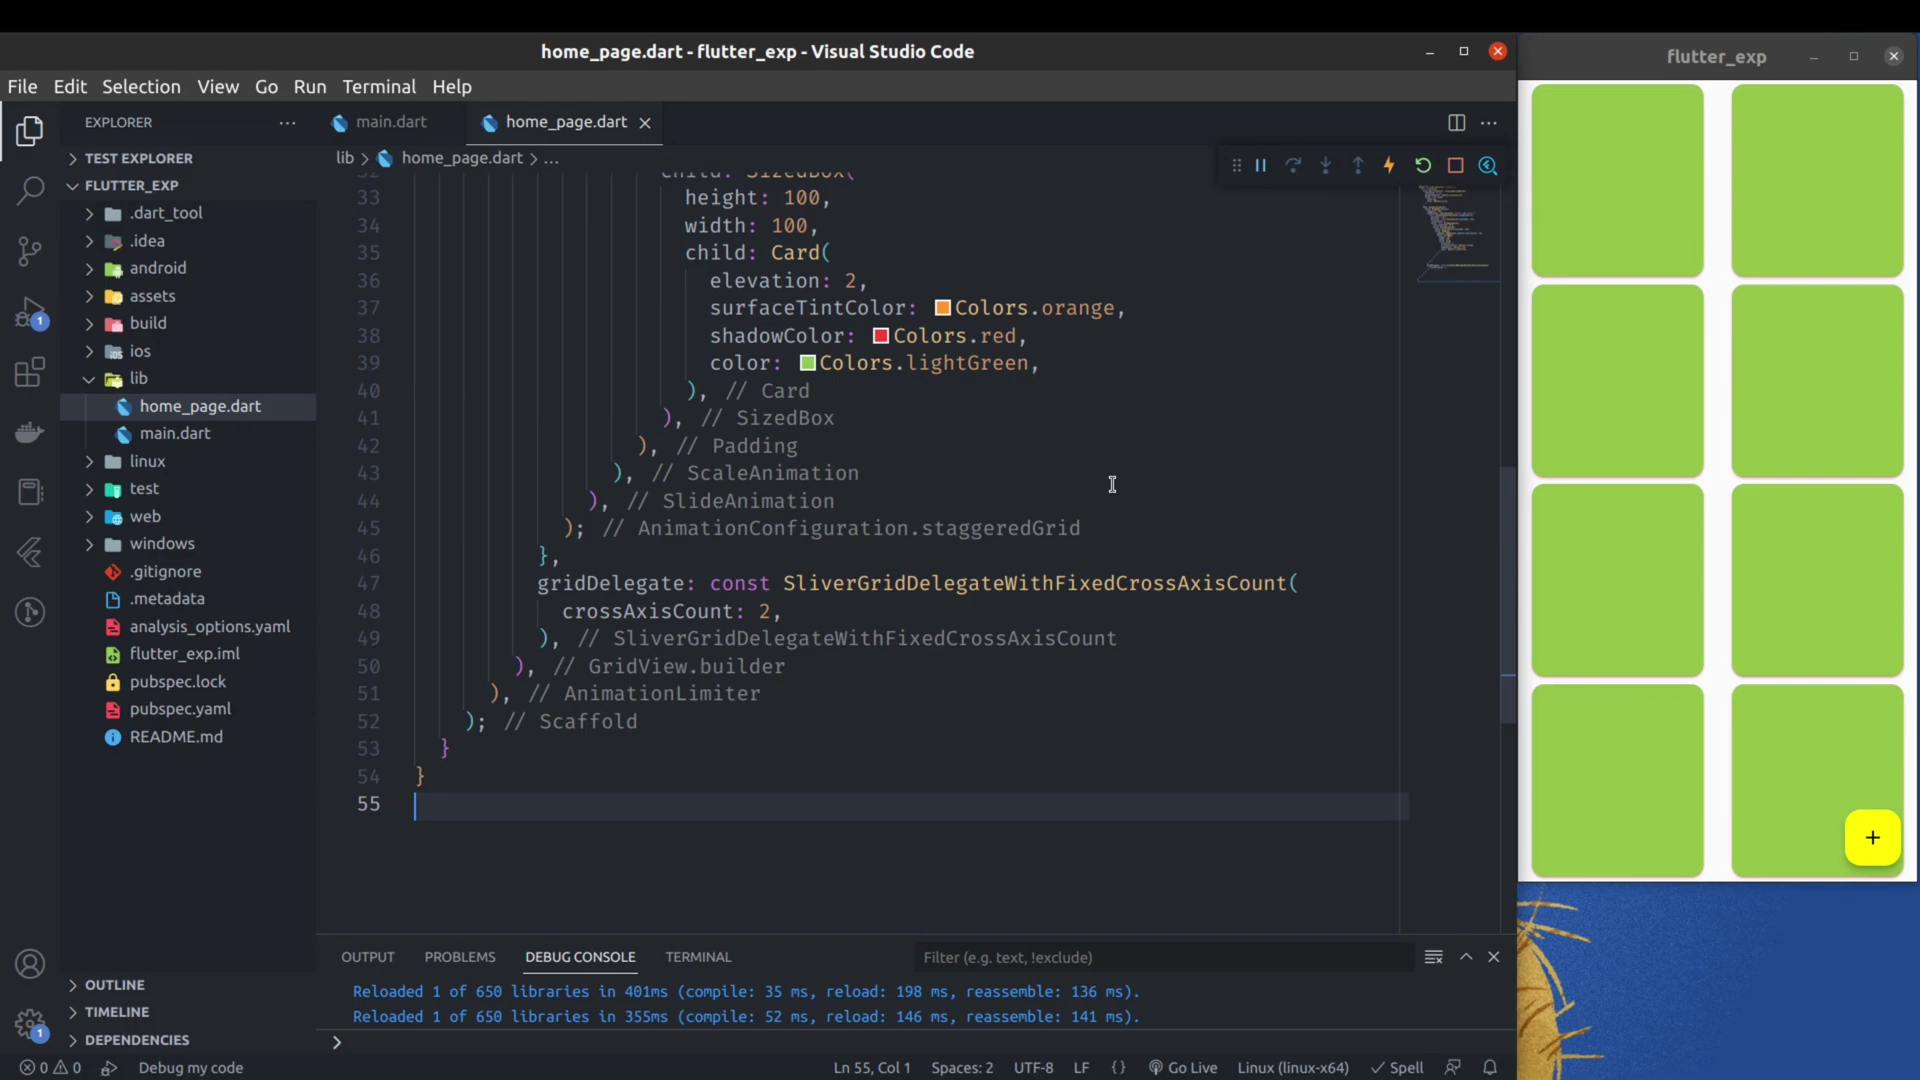 home_page.dart - flutter_exp - Visual Studio Code
flutter_exp
File Edit Selection View Go Run Terminal Help
EXPLORER
main.dart
home_page.dart
lib > home_page.dart > ...
TEST EXPLORER
FLUTTER_EXP
.dart_tool
.idea
android
assets
build
ios
lib
home_page.dart
main.dart
linux
test
web
windows
.gitignore
.metadata
analysis_options.yaml
flutter_exp.iml
pubspec.lock
pubspec.yaml
README.md
OUTLINE
TIMELINE
DEPENDENCIES
32 child: SizedBox(
33 height: 100,
34 width: 100,
35 child: Card(
36 elevation: 2,
37 surfaceTintColor: Colors.orange,
38 shadowColor: Colors.red,
39 color: Colors.lightGreen,
40 ), // Card
41 ), // SizedBox
42 ), // Padding
43 ), // ScaleAnimation
44 ), // SlideAnimation
45 ); // AnimationConfiguration.staggeredGrid
46 },
47 gridDelegate: const SliverGridDelegateWithFixedCrossAxisCount(
48 crossAxisCount: 2,
49 ), // SliverGridDelegateWithFixedCrossAxisCount
50 ), // GridView.builder
51 ), // AnimationLimiter
52 ); // Scaffold
53 }
54 }
55
OUTPUT PROBLEMS DEBUG CONSOLE TERMINAL Filter (e.g. text, !exclude)
Reloaded 1 of 650 libraries in 401ms (compile: 35 ms, reload: 198 ms, reassemble: 136 ms).
Reloaded 1 of 650 libraries in 355ms (compile: 52 ms, reload: 146 ms, reassemble: 141 ms).
1
1
0 0 Debug my code Ln 55, Col 1 Spaces: 2 UTF-8 LF {} Go Live Linux (linux-x64) Spell